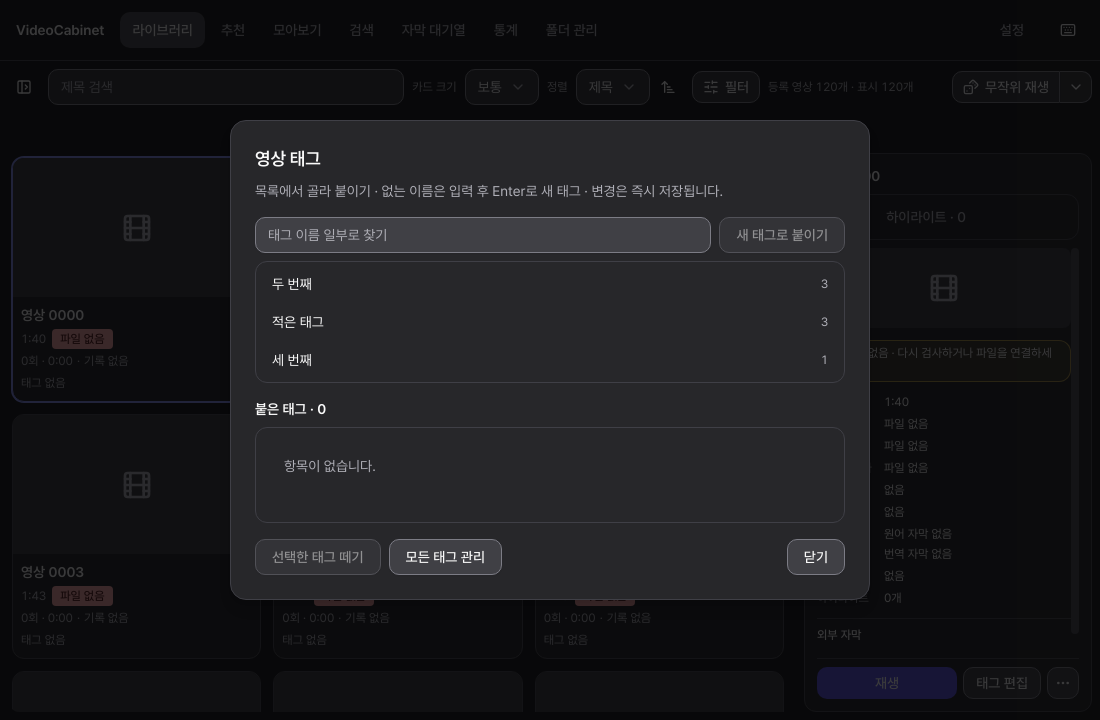 VideoCabinet 라이브러리 추천 모아보기 검색 자막 대기열 통계 폴더 관리 설정
제목 검색 카드 크기 보통 정렬 제목 필터 등록 영상 120개 · 표시 120개 무작위 재생
영상 태그
목록에서 골라 붙이기 · 없는 이름은 입력 후 Enter로 새 태그 · 변경은 즉시 저장됩니다.
태그 이름 일부로 찾기 새 태그로 붙이기
두 번째 3
적은 태그 3
세 번째 1
붙은 태그 · 0
항목이 없습니다.
선택한 태그 떼기 모든 태그 관리 닫기
영상 0000
1:40 파일 없음
0회 · 0:00 · 기록 없음
태그 없음
영상 0003
1:43 파일 없음
0회 · 0:00 · 기록 없음
태그 없음
0회 · 0:00 · 기록 없음
태그 없음
0회 · 0:00 · 기록 없음
태그 없음
하이라이트 · 0
없음 · 다시 검사하거나 파일을 연결하세
1:40
파일 없음
파일 없음
파일 없음
없음
없음
원어 자막 없음
번역 자막 없음
없음
0개
외부 자막
재생 태그 편집